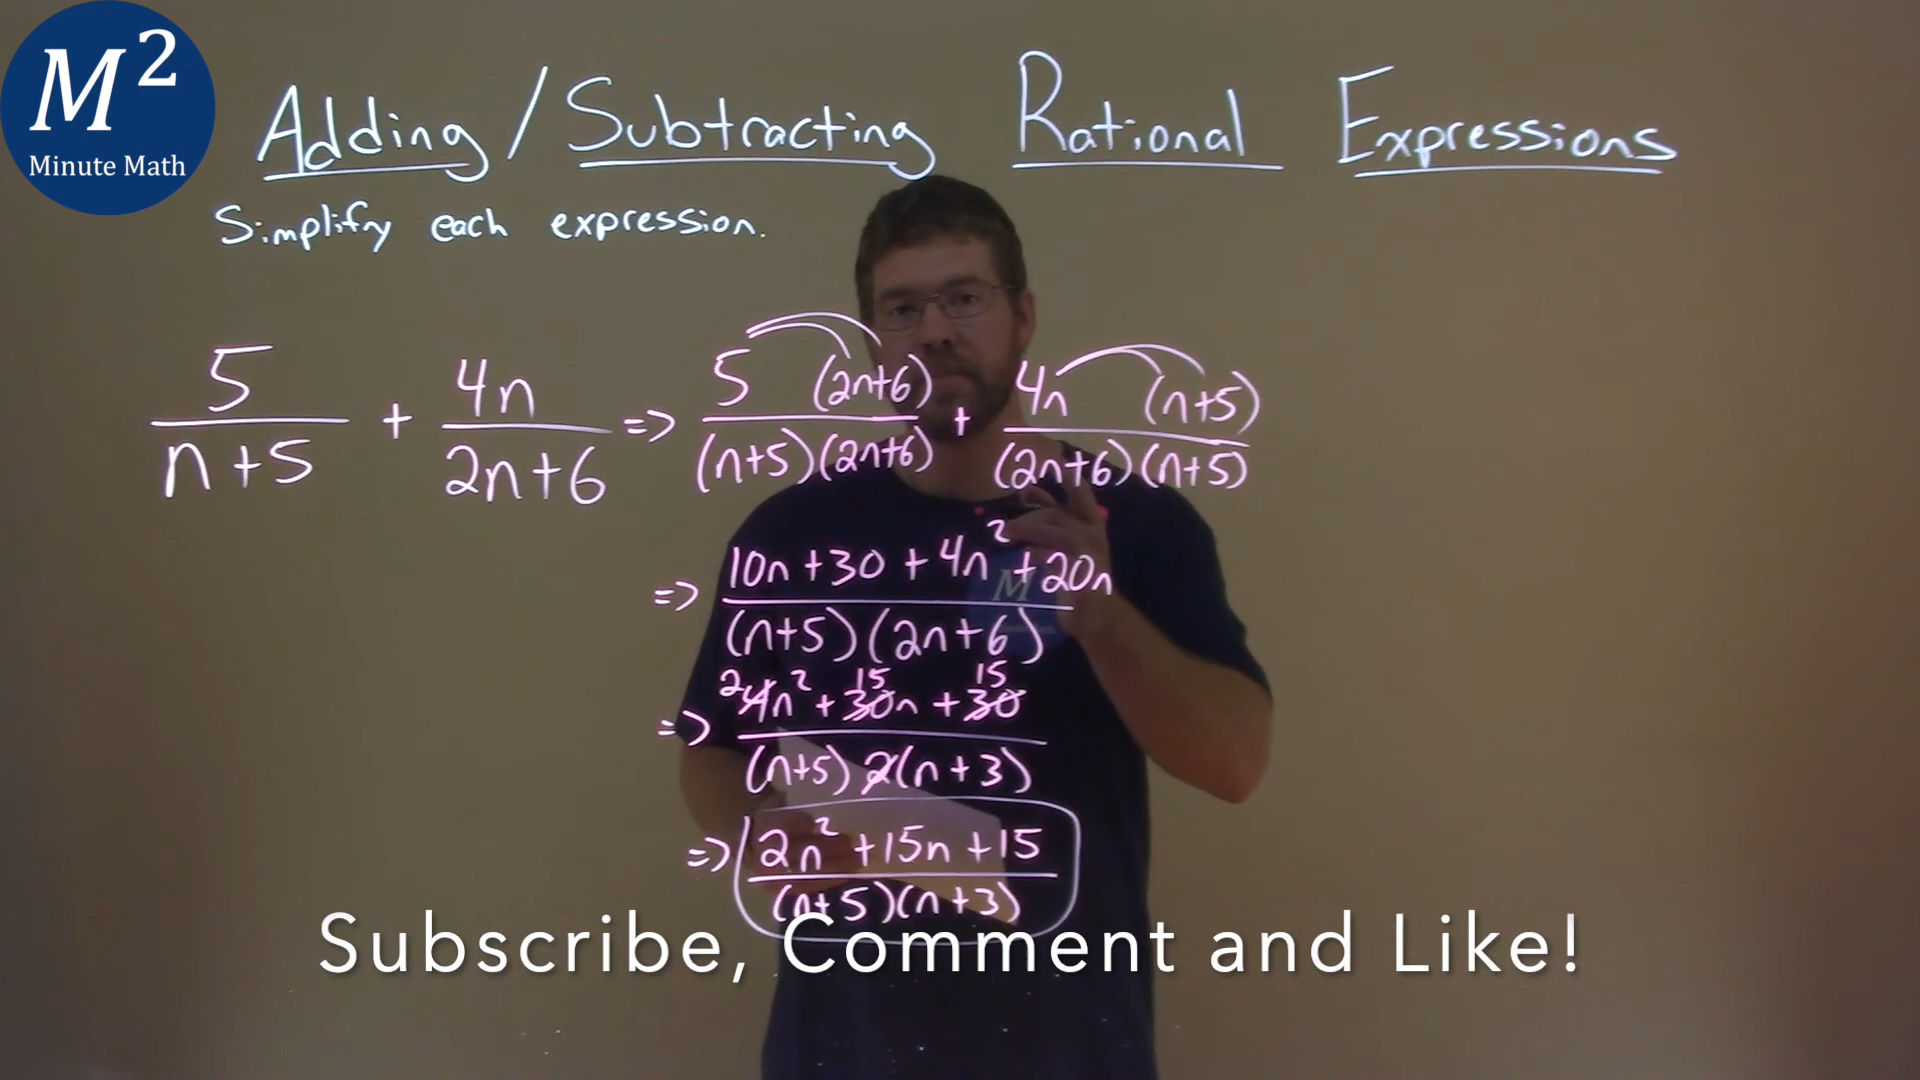 M²
Minute Math
Adding/Subtracting Rational Expressions
Simplify each expression.
5/(n+5) + 4n/(2n+6) => 5(2n+6)/((n+5)(2n+6)) + 4n(n+5)/((2n+6)(n+5))
=> (10n+30+4n²+20n)/((n+5)(2n+6))
2 15 15
=> (4n²+30n+30)/((n+5)2(n+3))
=> (2n²+15n+15)/((n+5)(n+3))
Subscribe, Comment and Like!